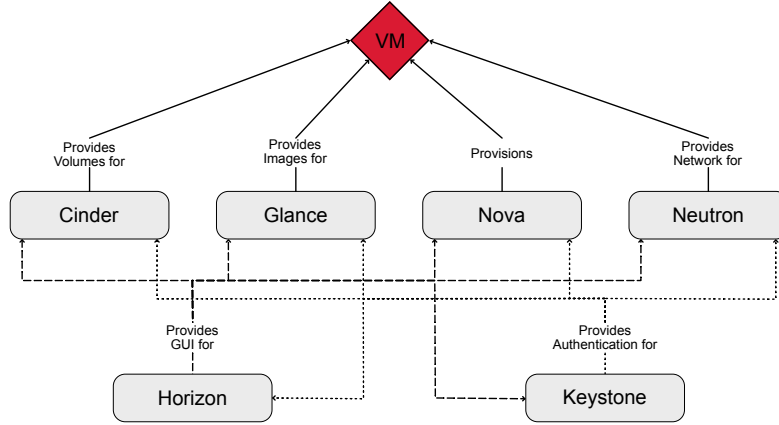 VM
Provides
Volumes for
Provides
Images for
Provisions
Provides
Network for
Cinder
Glance
Nova
Neutron
Provides
GUI for
Provides
Authentication for
Horizon
Keystone